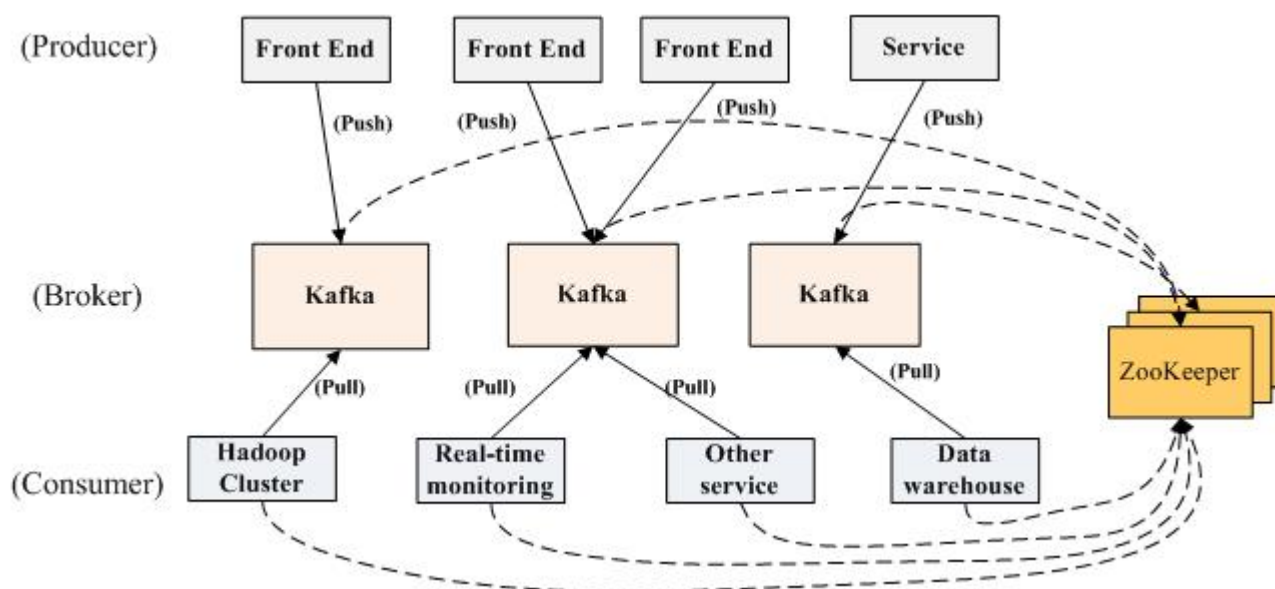 (Producer)
Front End
Front End
Front End
Service
(Push)
(Push)
(Push)
(Push)
(Broker)
Kafka
Kafka
Kafka
ZooKeeper
(Pull)
(Pull)
(Pull)
(Pull)
(Consumer)
Hadoop
Cluster
Real-time
monitoring
Other
service
Data
warehouse